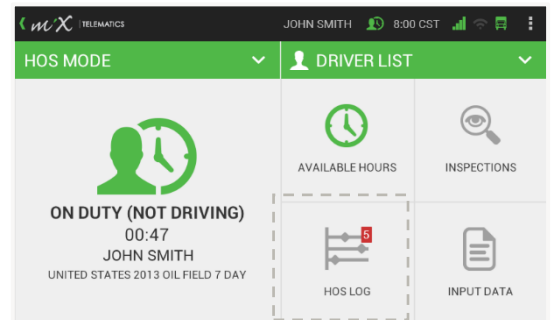 mix TELEMATICS
JOHN SMITH 8:00 CST
HOS MODE
DRIVER LIST
AVAILABLE HOURS
INSPECTIONS
ON DUTY (NOT DRIVING)
00:47
JOHN SMITH
UNITED STATES 2013 OIL FIELD 7 DAY
5
HOS LOG
INPUT DATA